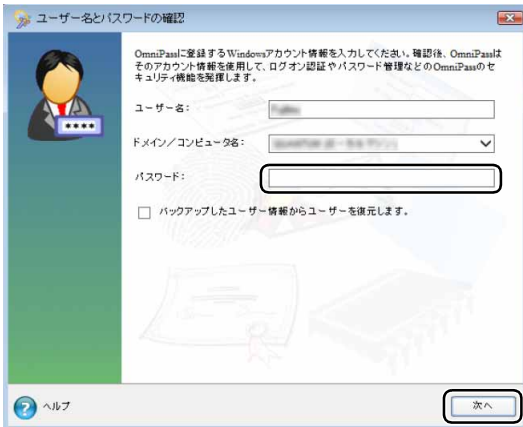 ユーザー名とパスワードの確認
OmniPassに登録するWindowsアカウント情報を入力してください。確認後、OmniPassは
そのアカウント情報を使用して、ログオン認証やパスワード管理などのOmniPassのセ
キュリティ機能を発揮します。
ユーザー名:
ドメイン/コンピュータ名:
パスワード:
バックアップしたユーザー情報からユーザーを復元します。
ヘルプ
次へ